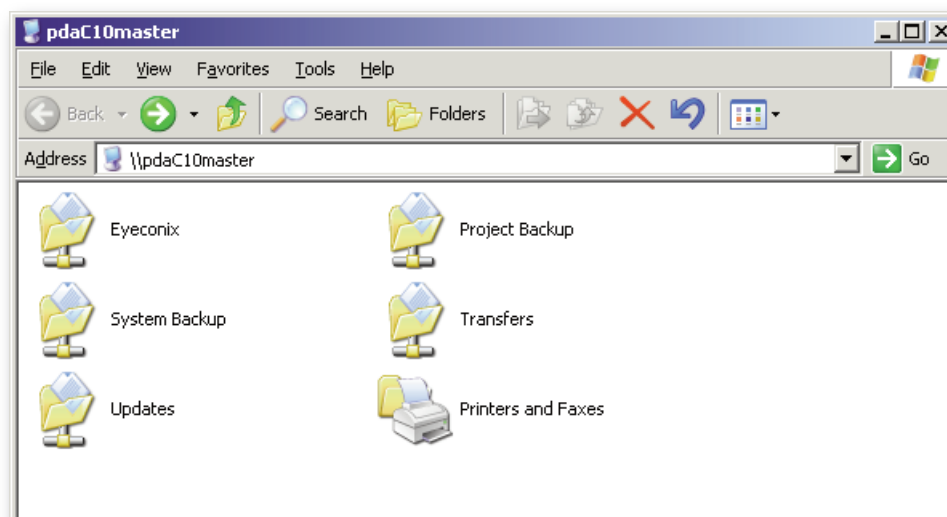 pdaC10master
File Edit View Favorites Tools Help
Back Search Folders
Address \\pdaC10master Go
Eyeconix Project Backup
System Backup Transfers
Updates Printers and Faxes